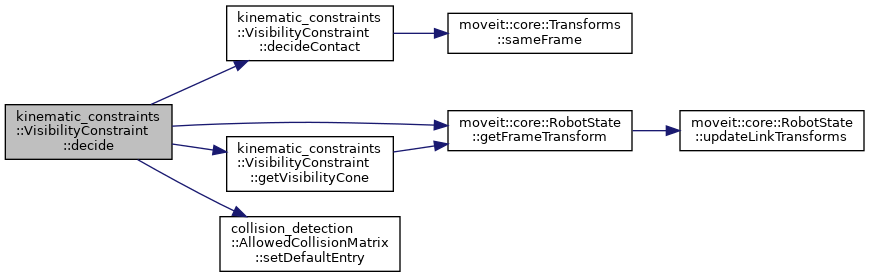 kinematic_constraints
::VisibilityConstraint
::decide
kinematic_constraints
::VisibilityConstraint
::decideContact
moveit::core::Transforms
::sameFrame
moveit::core::RobotState
::getFrameTransform
moveit::core::RobotState
::updateLinkTransforms
kinematic_constraints
::VisibilityConstraint
::getVisibilityCone
collision_detection
::AllowedCollisionMatrix
::setDefaultEntry